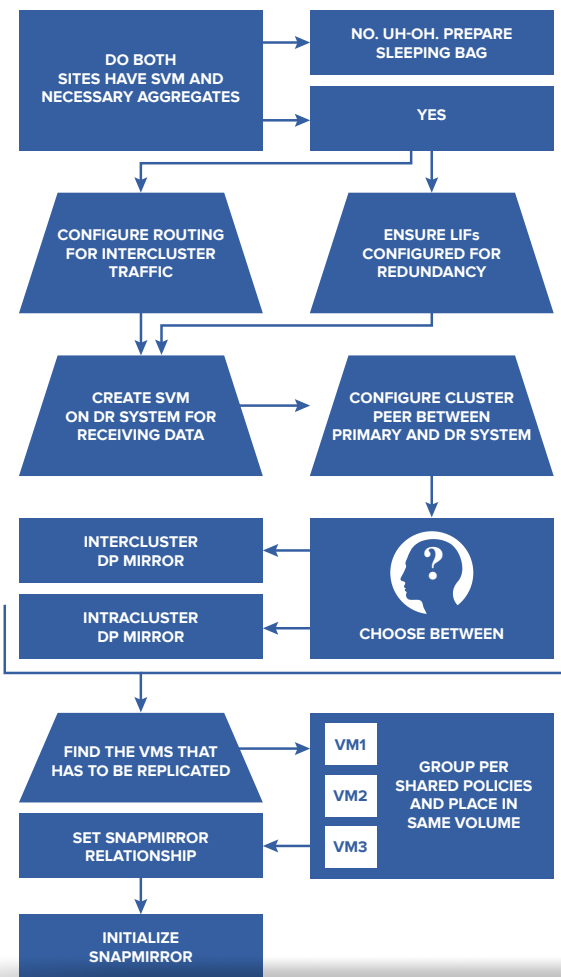 DO BOTH
SITES HAVE SVM AND
NECESSARY AGGREGATES
NO. UH-OH. PREPARE
SLEEPING BAG
YES
CONFIGURE ROUTING
FOR INTERCLUSTER
TRAFFIC
ENSURE LIFs
CONFIGURED FOR
REDUNDANCY
CREATE SVM
ON DR SYSTEM FOR
RECEIVING DATA
CONFIGURE CLUSTER
PEER BETWEEN
PRIMARY AND DR SYSTEM
INTERCLUSTER
DP MIRROR
INTRACLUSTER
DP MIRROR
?
CHOOSE BETWEEN
FIND THE VMS THAT
HAS TO BE REPLICATED
VM1
VM2
VM3
GROUP PER
SHARED POLICIES
AND PLACE IN
SAME VOLUME
SET SNAPMIRROR
RELATIONSHIP
INITIALIZE
SNAPMIRROR